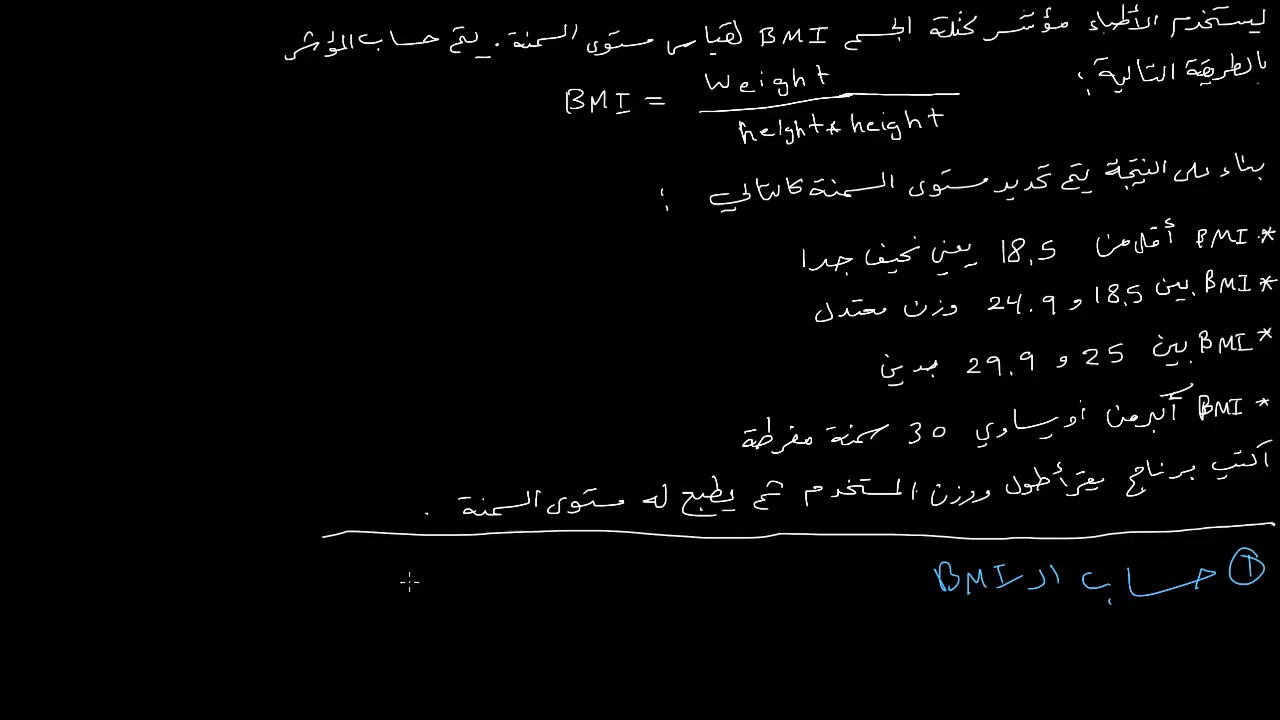 يستخدم الأطباء مؤشر كتلة الجسم BMI لقياس مستوى السمنة. يتم حساب المؤشر
بالطريقة التالية:
BMI = Weight
height * height
بناء على النتيجة يتم تحديد مستوى السمنة كالتالي:
* BMI أقل من 18.5 يعني نحيف جدا
* BMI بين 18.5 و 24.9 وزن معتدل
* BMI بين 25 و 29.9 بدين
* BMI أكبر من أو يساوي 30 سمنة مفرطة
اكتب برنامج يقرأ طول ووزن المستخدم ثم يطبع له مستوى السمنة.
1 حساب الـ BMI